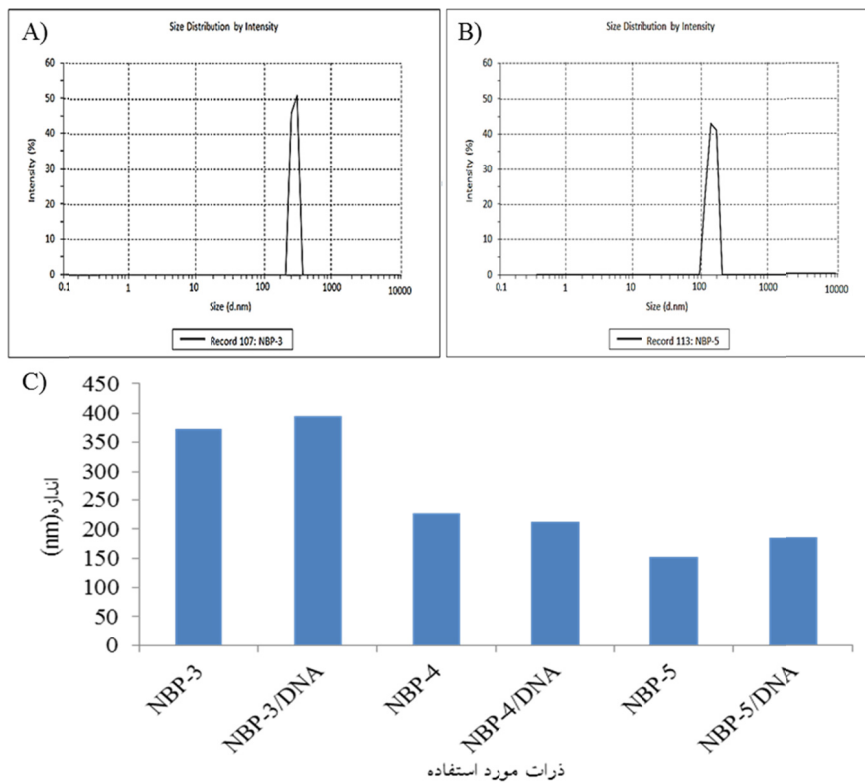 A)
Size Distribution by Intensity
60
50
40
30
20
10
0
Intensity (%)
0.1 1 10 100 1000 10000
Size (d.nm)
Record 107: NBP-3
B)
Size Distribution by Intensity
60
50
40
30
20
10
0
Intensity (%)
0.1 1 10 100 1000 10000
Size (d.nm)
Record 113: NBP-5
C)
450
400
350
300
250
200
150
100
50
0
اندازه(nm)
NBP-3
NBP-3/DNA
NBP-4
NBP-4/DNA
NBP-5
NBP-5/DNA
ذرات مورد استفاده